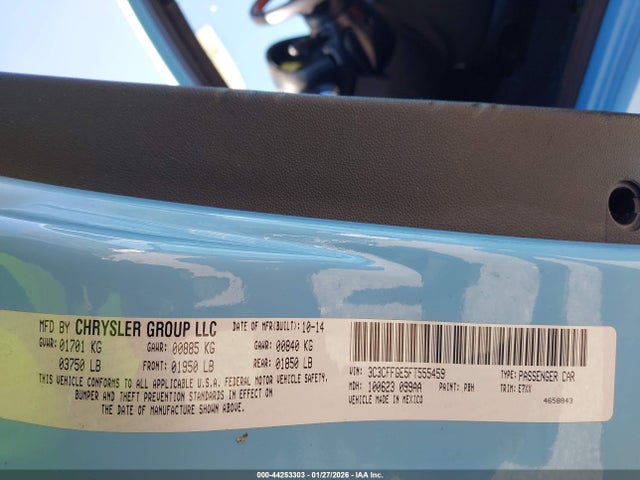 MFD BY CHRYSLER GROUP LLC DATE OF MFR(BUILT): 10-14
GVWR: 01701 KG GAWR: 00885 KG GAWR: 00840 KG
03750 LB FRONT: 01950 LB REAR: 01850 LB
THIS VEHICLE CONFORMS TO ALL APPLICABLE U.S.A. FEDERAL MOTOR VEHICLE SAFETY,
BUMPER AND THEFT PREVENTION STANDARDS IN EFFECT ON
THE DATE OF MANUFACTURE SHOWN ABOVE.
VIN: 3C3CFFGE5FT555459 TYPE: PASSENGER CAR
MDH: 100623 099AA PAINT: PBH TRIM: E7XX
VEHICLE MADE IN MEXICO 4658843
000-44253303 — 01/27/2026 — IAA Inc.